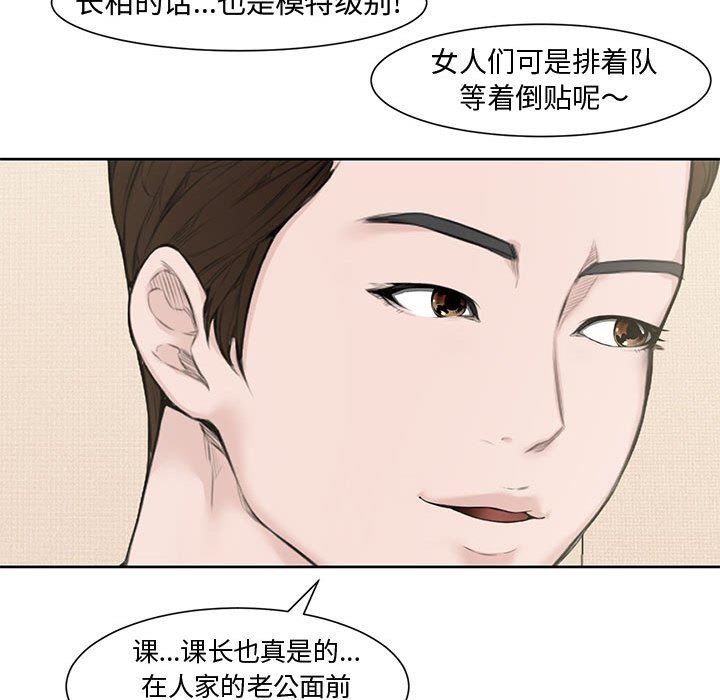 长相的话...也是模特级别!
女人们可是排着队
等着倒贴呢～
课...课长也真是的...
在人家的老公面前